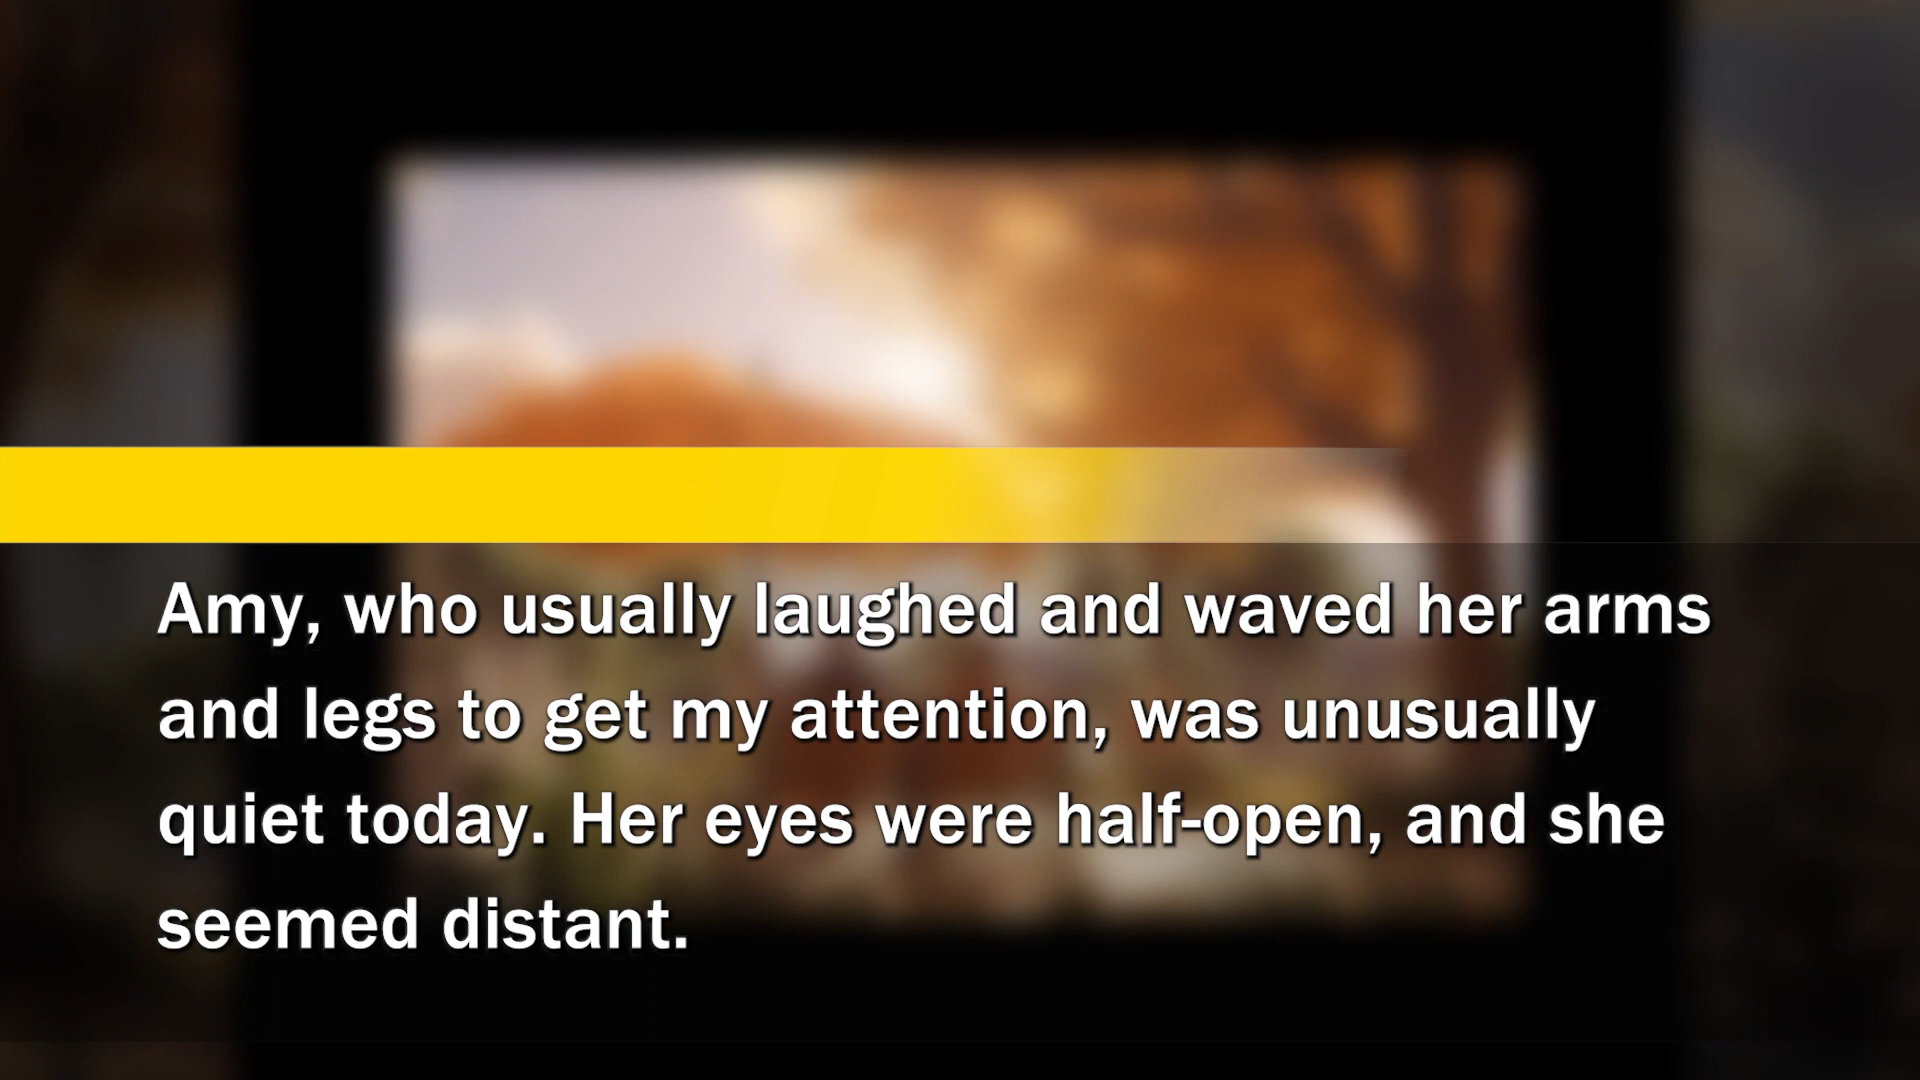 Amy, who usually laughed and waved her arms
and legs to get my attention, was unusually
quiet today. Her eyes were half-open, and she
seemed distant.